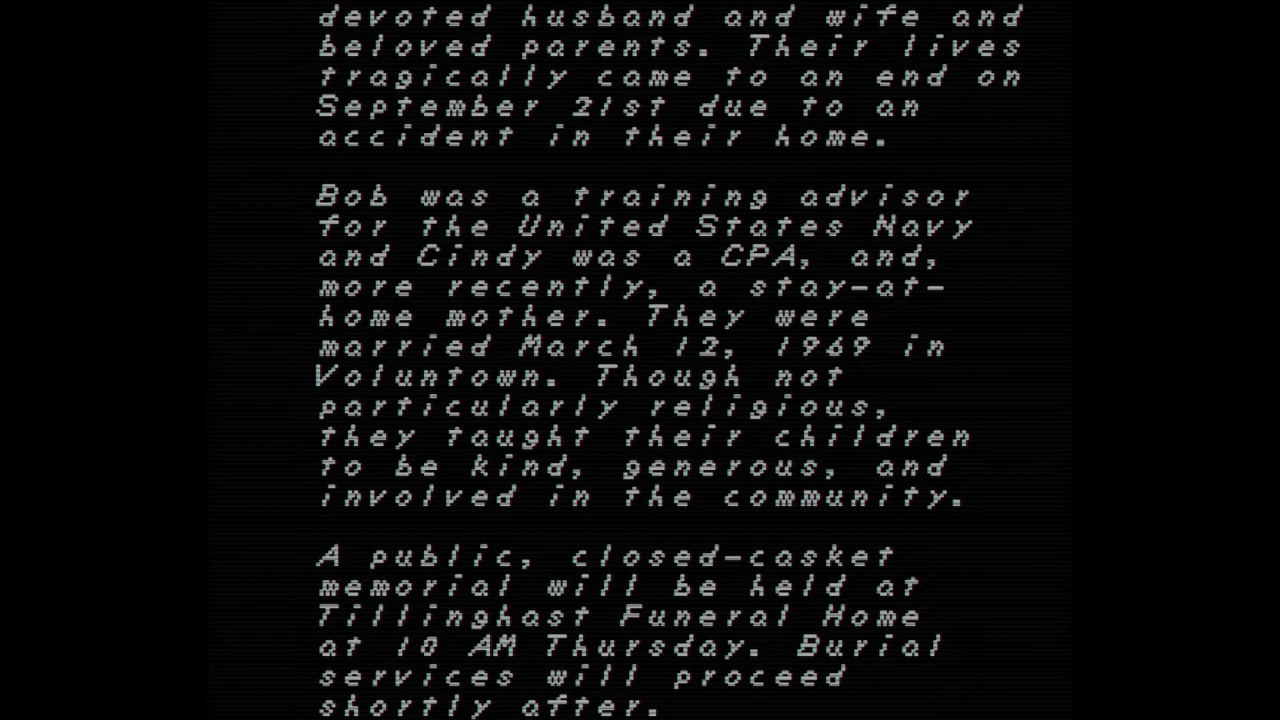 devoted husband and wife and
beloved parents. Their lives
tragically came to an end on
September 21st due to an
accident in their home.
Bob was a training advisor
for the United States Navy
and Cindy was a CPA, and,
more recently, a stay-at-
home mother. They were
married March 12, 1969 in
Voluntown. Though not
particularly religious,
they taught their children
to be kind, generous, and
involved in the community.
A public, closed-casket
memorial will be held at
Tillinghast Funeral Home
at 10 AM Thursday. Burial
services will proceed
shortly after.